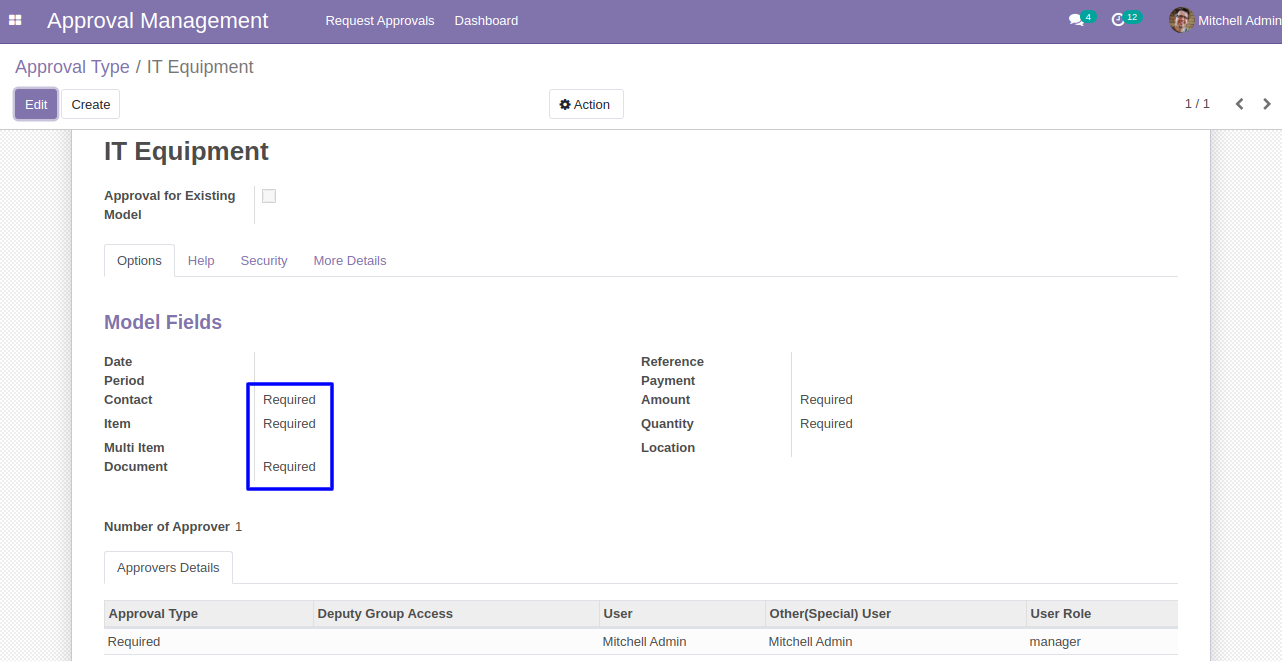 Approval Management Request Approvals Dashboard 4 12 Mitchell Admin
Approval Type / IT Equipment
Edit Create Action 1 / 1
IT Equipment
Approval for Existing
Model
Options Help Security More Details
Model Fields
Date Reference
Period Payment
Contact Required Amount Required
Item Required Quantity Required
Multi Item Location
Document Required
Number of Approver 1
Approvers Details
Approval Type Deputy Group Access User Other(Special) User User Role
Required Mitchell Admin Mitchell Admin manager